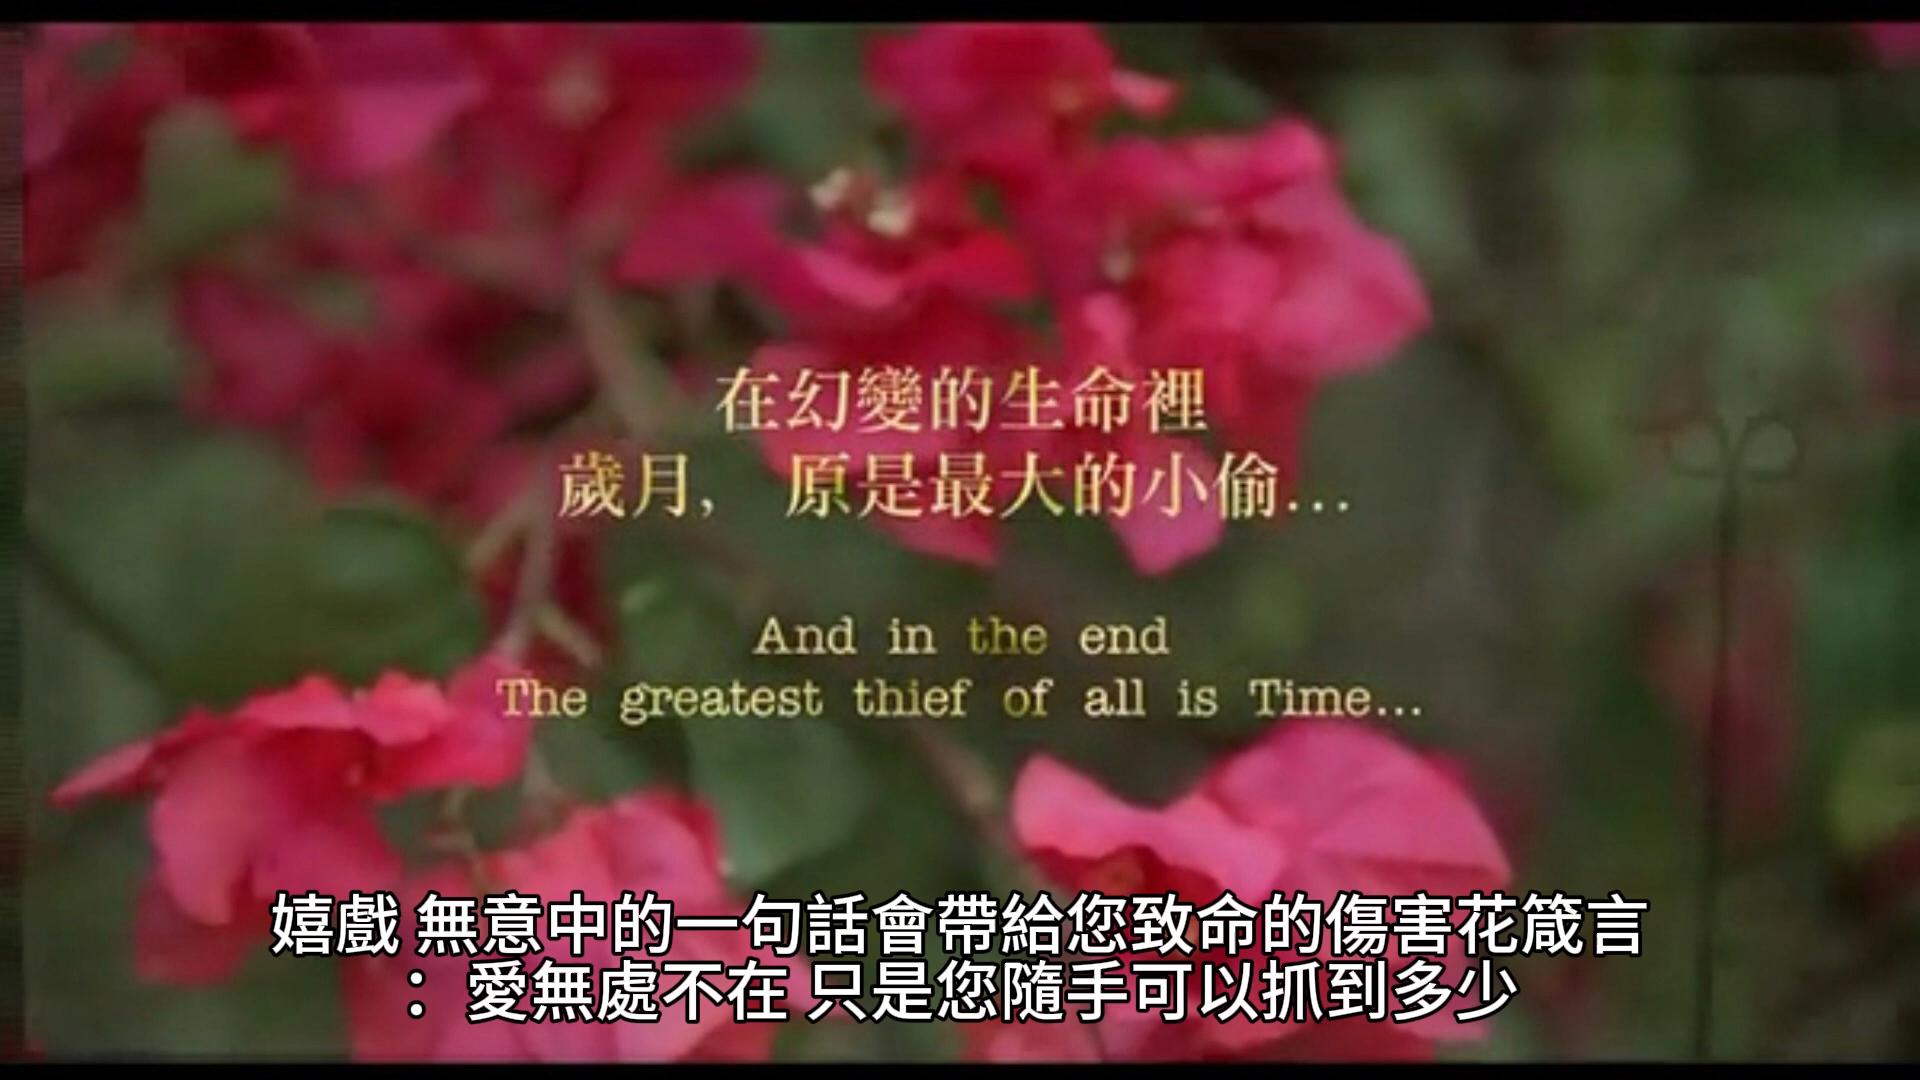 在幻變的生命裡
歲月， 原是最大的小偷...
And in the end
The greatest thief of all is Time...
嬉戲 無意中的一句話會帶給您致命的傷害花箴言
：愛無處不在 只是您隨手可以抓到多少